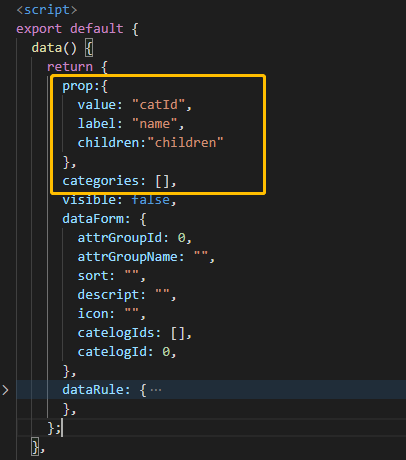 <script>
export default {
data() {
return {
prop:{
value: "catId",
label: "name",
children:"children"
},
categories: [],
visible: false,
dataForm: {
attrGroupId: 0,
attrGroupName: "",
sort: "",
descript: "",
icon: "",
catelogIds: [],
catelogId: 0,
},
dataRule: {···
},
};
},